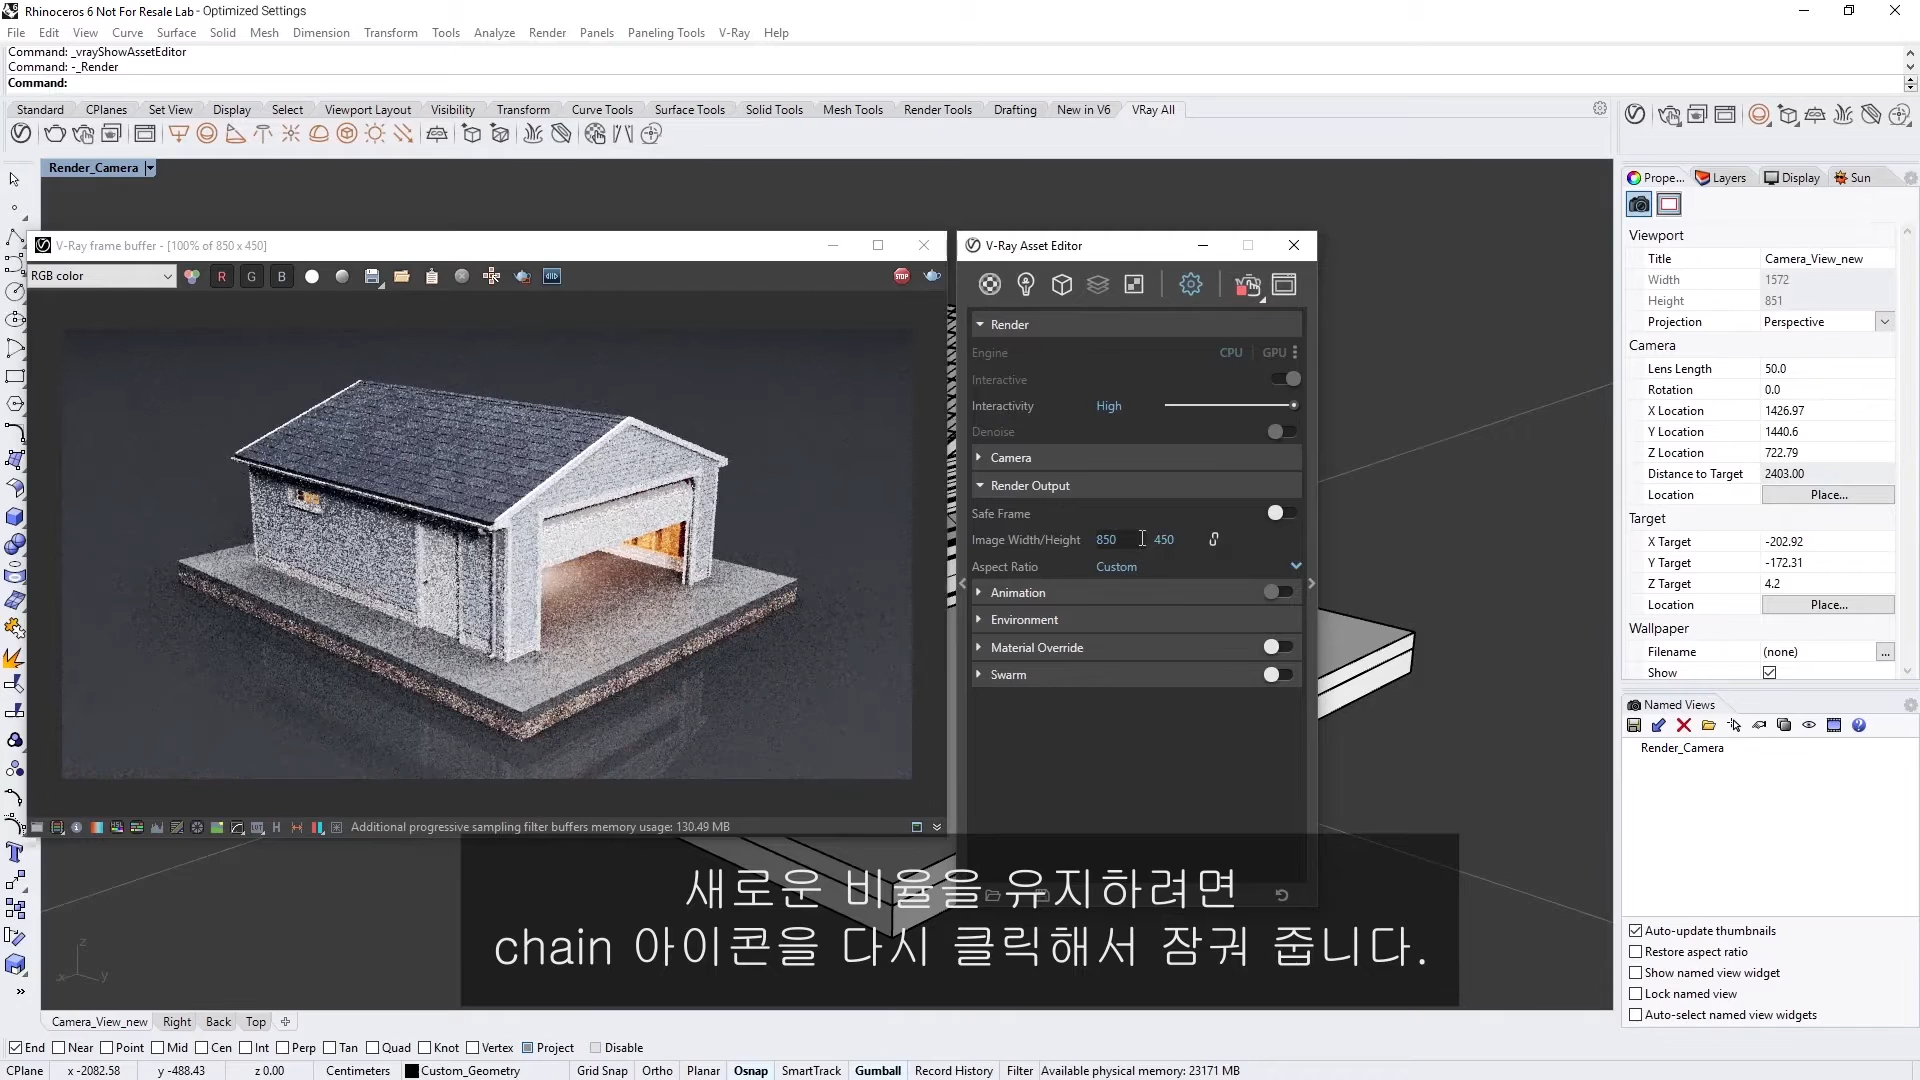 Rhinoceros 6 Not For Resale Lab - Optimized Settings
File Edit View Curve Surface Solid Mesh Dimension Transform Tools Analyze Render Panels Paneling Tools V-Ray Help
Command: _vrayShowAssetEditor
Command: -_Render
Command:
Standard CPlanes Set View Display Select Viewport Layout Visibility Transform Curve Tools Surface Tools Solid Tools Mesh Tools Render Tools Drafting New in V6 VRay All
Render_Camera
Prope... Layers Display Sun
V-Ray frame buffer - [100% of 850 x 450]
RGB color R G B STOP
V-Ray Asset Editor
Render
Engine CPU GPU
Interactive
Interactivity High
Denoise
Camera
Render Output
Safe Frame
Image Width/Height 850 450
Aspect Ratio Custom
Animation
Environment
Material Override
Swarm
Viewport
Title Camera_View_new
Width 1572
Height 851
Projection Perspective
Camera
Lens Length 50.0
Rotation 0.0
X Location 1426.97
Y Location 1440.6
Z Location 722.79
Distance to Target 2403.00
Location Place...
Target
X Target -202.92
Y Target -172.31
Z Target 4.2
Location Place...
Wallpaper
Filename (none) ...
Show
Named Views
Render_Camera
Auto-update thumbnails
Restore aspect ratio
Show named view widget
Lock named view
Auto-select named view widgets
Additional progressive sampling filter buffers memory usage: 130.49 MB
새로운 비율을 유지하려면
chain 아이콘을 다시 클릭해서 잠궈 줍니다.
z
x y
Camera_View_new Right Back Top
End Near Point Mid Cen Int Perp Tan Quad Knot Vertex Project Disable
CPlane x -2082.58 y -488.43 z 0.00 Centimeters Custom_Geometry Grid Snap Ortho Planar Osnap SmartTrack Gumball Record History Filter Available physical memory: 23171 MB